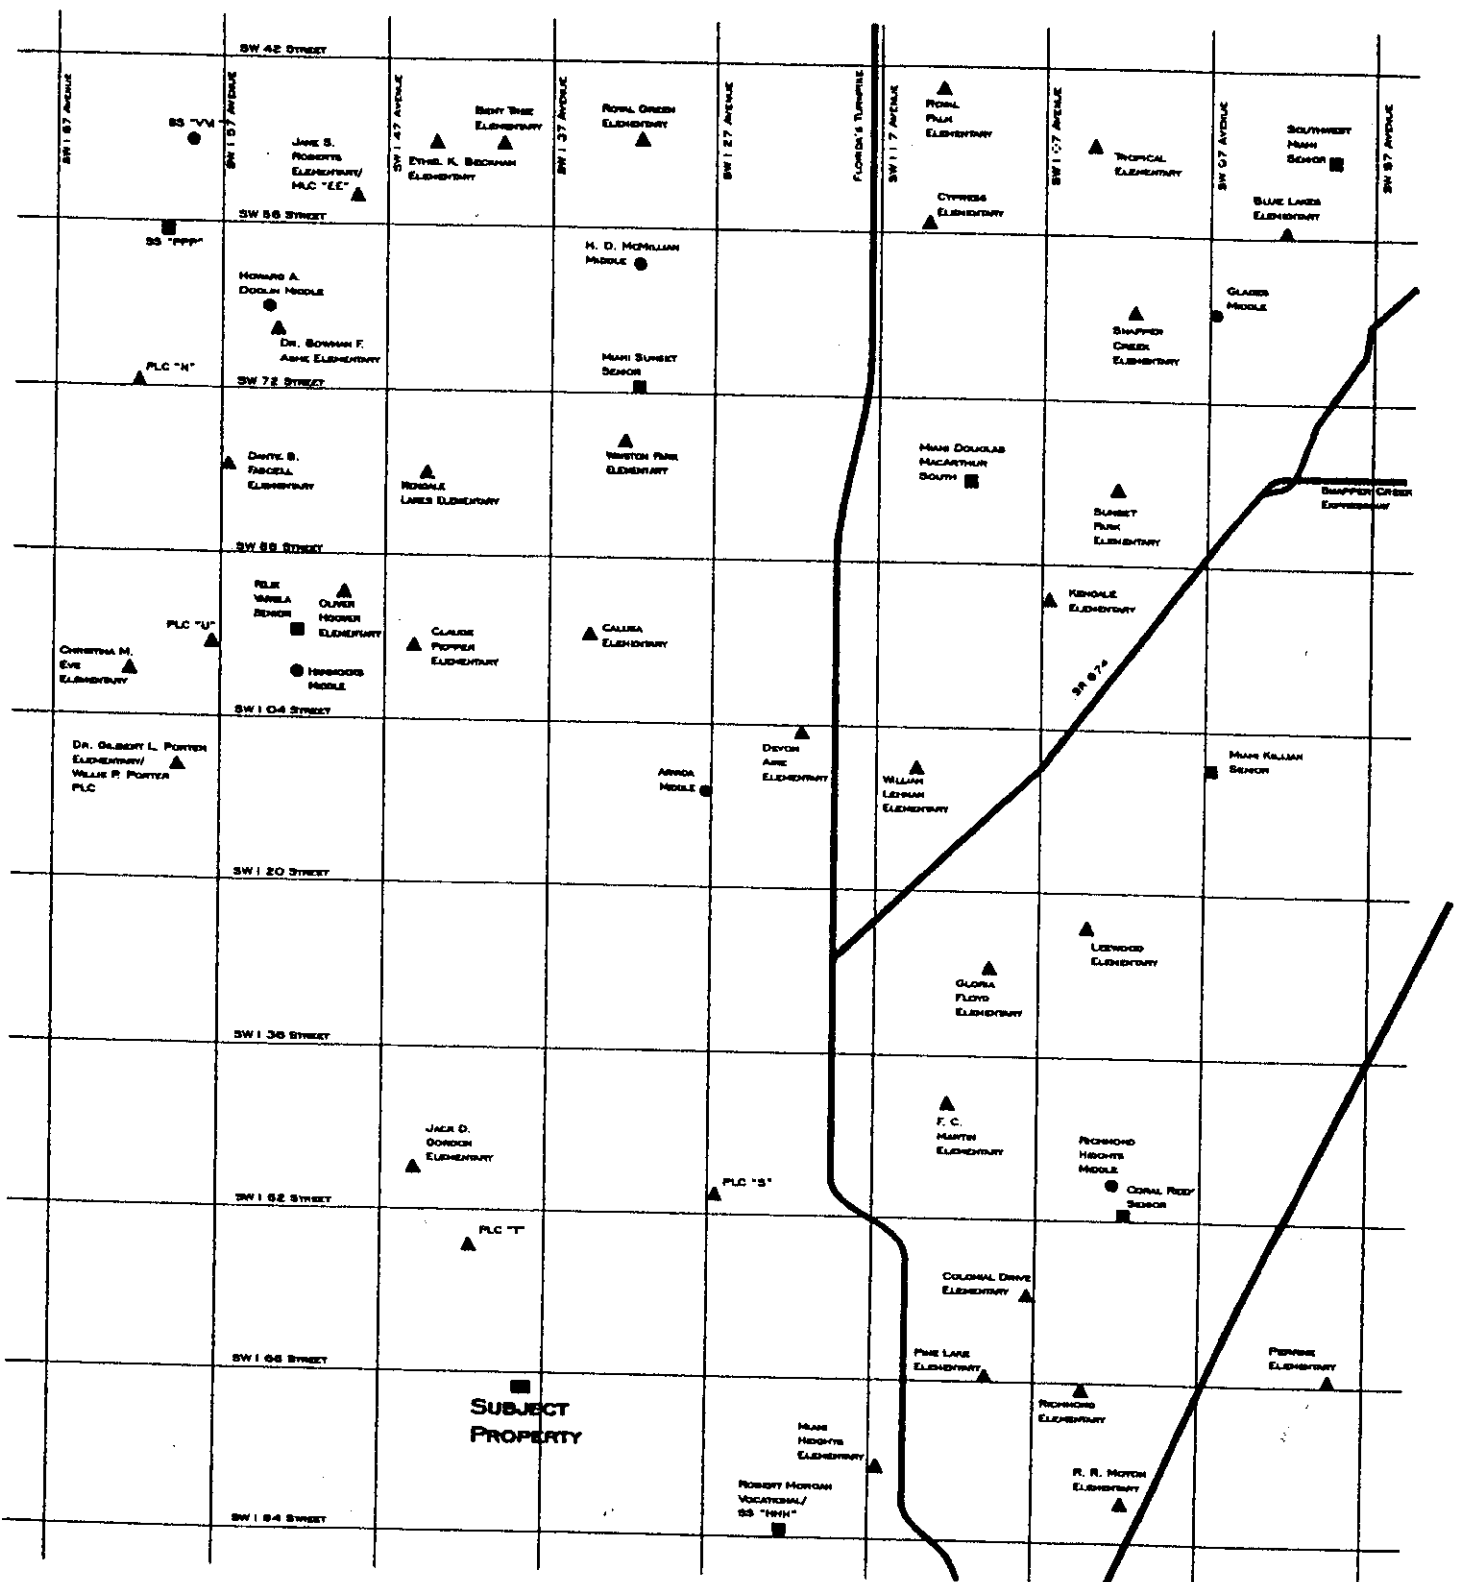 SW 42 STREET
SW 167 AVENUE
SW 157 AVENUE
SW 147 AVENUE
SW 137 AVENUE
SW 127 AVENUE
FLORIDA'S TURNPIKE
SW 117 AVENUE
SW 107 AVENUE
SW 97 AVENUE
SW 87 AVENUE
SS "VV
JANE S.
ROBERTS
ELEMENTARY/
MLC "EE"
ETHEL K. BECKHAM
ELEMENTARY
BENT TREE
ELEMENTARY
ROYAL GREEN
ELEMENTARY
ROYAL
PALM
ELEMENTARY
TROPICAL
ELEMENTARY
SOUTHWEST
MIAMI
SENIOR
CYPRESS
ELEMENTARY
BLUE LAKES
ELEMENTARY
SW 56 STREET
SS "PPP"
HOWARD A.
DOOLIN MIDDLE
DR. BOWMAN F.
ASHE ELEMENTARY
H. D. MCMILLIAN
MIDDLE
GLADES
MIDDLE
SNAPPER
CREEK
ELEMENTARY
PLC "N"
MIAMI SUNSET
SENIOR
SW 72 STREET
DANTE B.
FASCELL
ELEMENTARY
KENDALE
LAKES ELEMENTARY
WINSTON PARK
ELEMENTARY
MIAMI DOUGLAS
MACARTHUR
SOUTH
SUNSET
PARK
ELEMENTARY
SNAPPER CREEK
EXPRESSWAY
SW 88 STREET
FELIX
VARELA
SENIOR
OLIVER
HOOVER
ELEMENTARY
PLC "U"
CHRISTINA M.
EVE
ELEMENTARY
HAMMOCKS
MIDDLE
CLAUDE
PEPPER
ELEMENTARY
CALUSA
ELEMENTARY
KENDALE
ELEMENTARY
SR 874
SW 104 STREET
DR. GILBERT L. PORTER
ELEMENTARY/
WILLIE P. PORTER
PLC
ARVIDA
MIDDLE
DEVON
AIRE
ELEMENTARY
WILLIAM
LEHMAN
ELEMENTARY
MIAMI KILLIAN
SENIOR
SW 120 STREET
LEEWOOD
ELEMENTARY
GLORIA
FLOYD
ELEMENTARY
SW 136 STREET
JACK D.
GORDON
ELEMENTARY
F. C.
MARTIN
ELEMENTARY
RICHMOND
HEIGHTS
MIDDLE
PLC "S"
CORAL REEF
SENIOR
SW 152 STREET
PLC "T"
COLONIAL DRIVE
ELEMENTARY
SW 168 STREET
PINE LAKE
ELEMENTARY
PERRINE
ELEMENTARY
SUBJECT
PROPERTY
RICHMOND
ELEMENTARY
MIAMI
HEIGHTS
ELEMENTARY
ROBERT MORGAN
VOCATIONAL/
SS "HHH"
R. R. MOTON
ELEMENTARY
SW 184 STREET